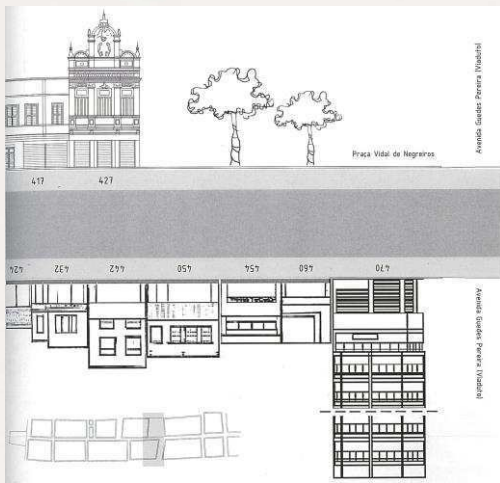 Avenida Guedes Pereira (Viaduto)
Praça Vidal de Negreiros
417 427
424 432 442 450 454 460 470
Avenida Guedes Pereira (Viaduto)